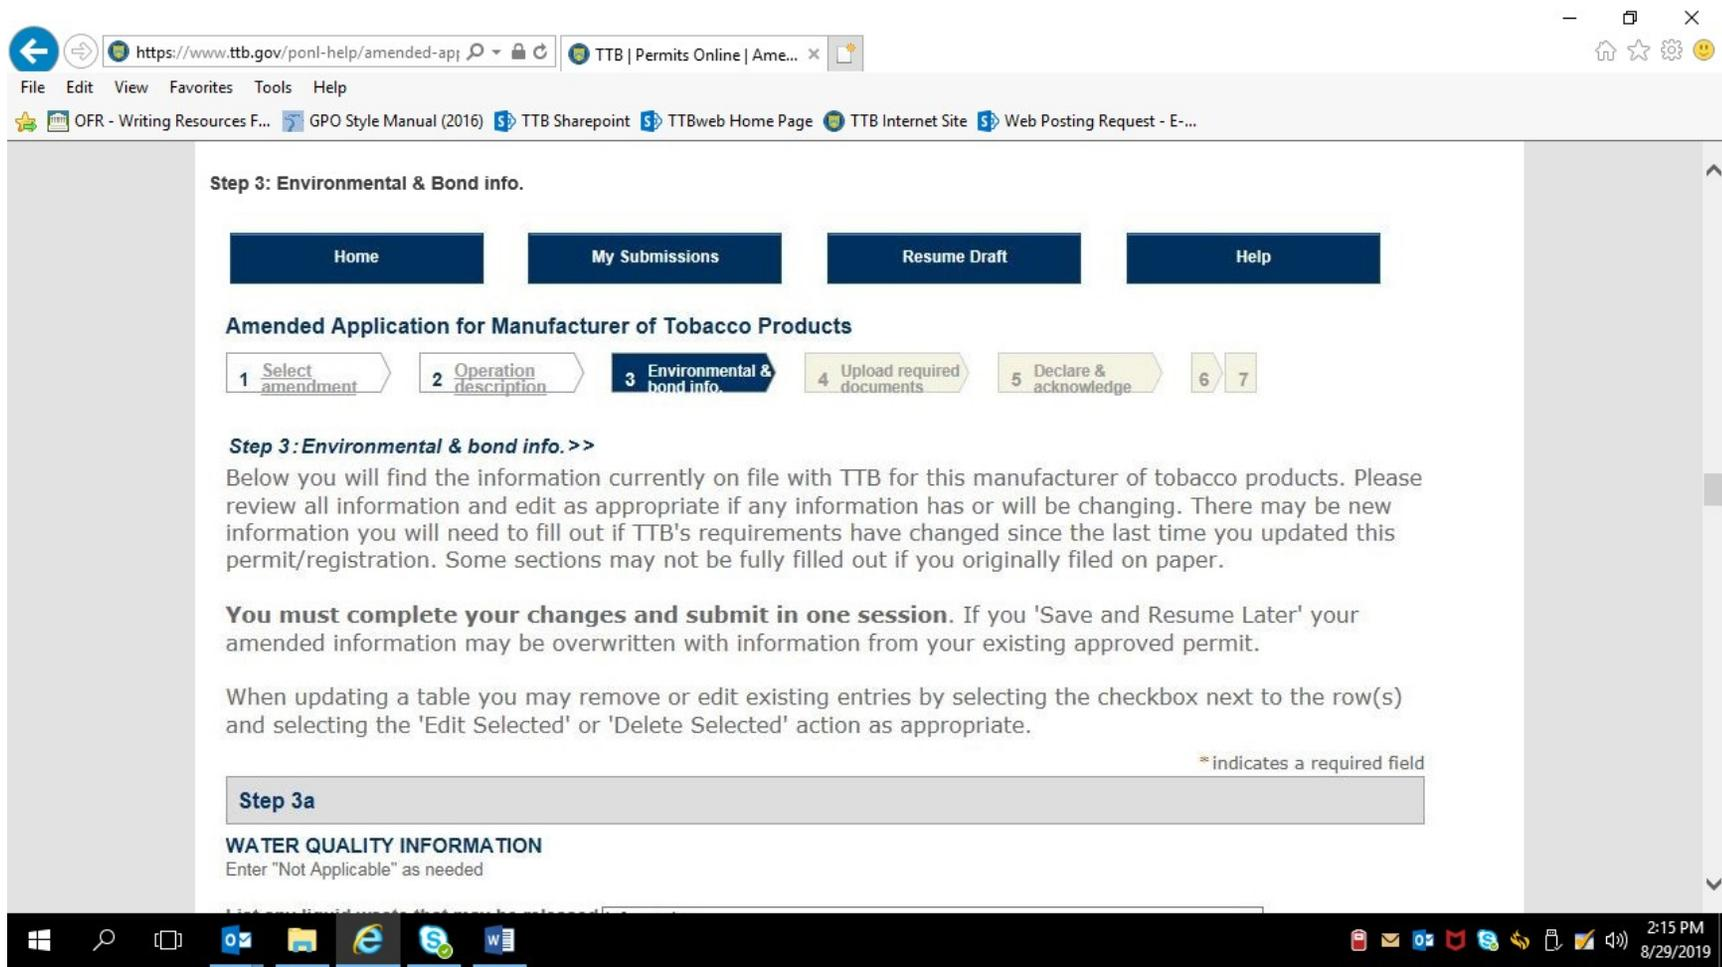 https://www.ttb.gov/ponl-help/amended-app
TTB | Permits Online | Ame...
File Edit View Favorites Tools Help
OFR - Writing Resources F... GPO Style Manual (2016) TTB Sharepoint TTBweb Home Page TTB Internet Site Web Posting Request - E-...
Step 3: Environmental & Bond info.
Home My Submissions Resume Draft Help
Amended Application for Manufacturer of Tobacco Products
1 Select amendment 2 Operation description 3 Environmental & bond info. 4 Upload required documents 5 Declare & acknowledge 6 7
Step 3: Environmental & bond info.>>
Below you will find the information currently on file with TTB for this manufacturer of tobacco products. Please
review all information and edit as appropriate if any information has or will be changing. There may be new
information you will need to fill out if TTB's requirements have changed since the last time you updated this
permit/registration. Some sections may not be fully filled out if you originally filed on paper.
You must complete your changes and submit in one session. If you 'Save and Resume Later' your
amended information may be overwritten with information from your existing approved permit.
When updating a table you may remove or edit existing entries by selecting the checkbox next to the row(s)
and selecting the 'Edit Selected' or 'Delete Selected' action as appropriate.
*indicates a required field
Step 3a
WATER QUALITY INFORMATION
Enter "Not Applicable" as needed
List any liquid waste that may be released
2:15 PM
8/29/2019